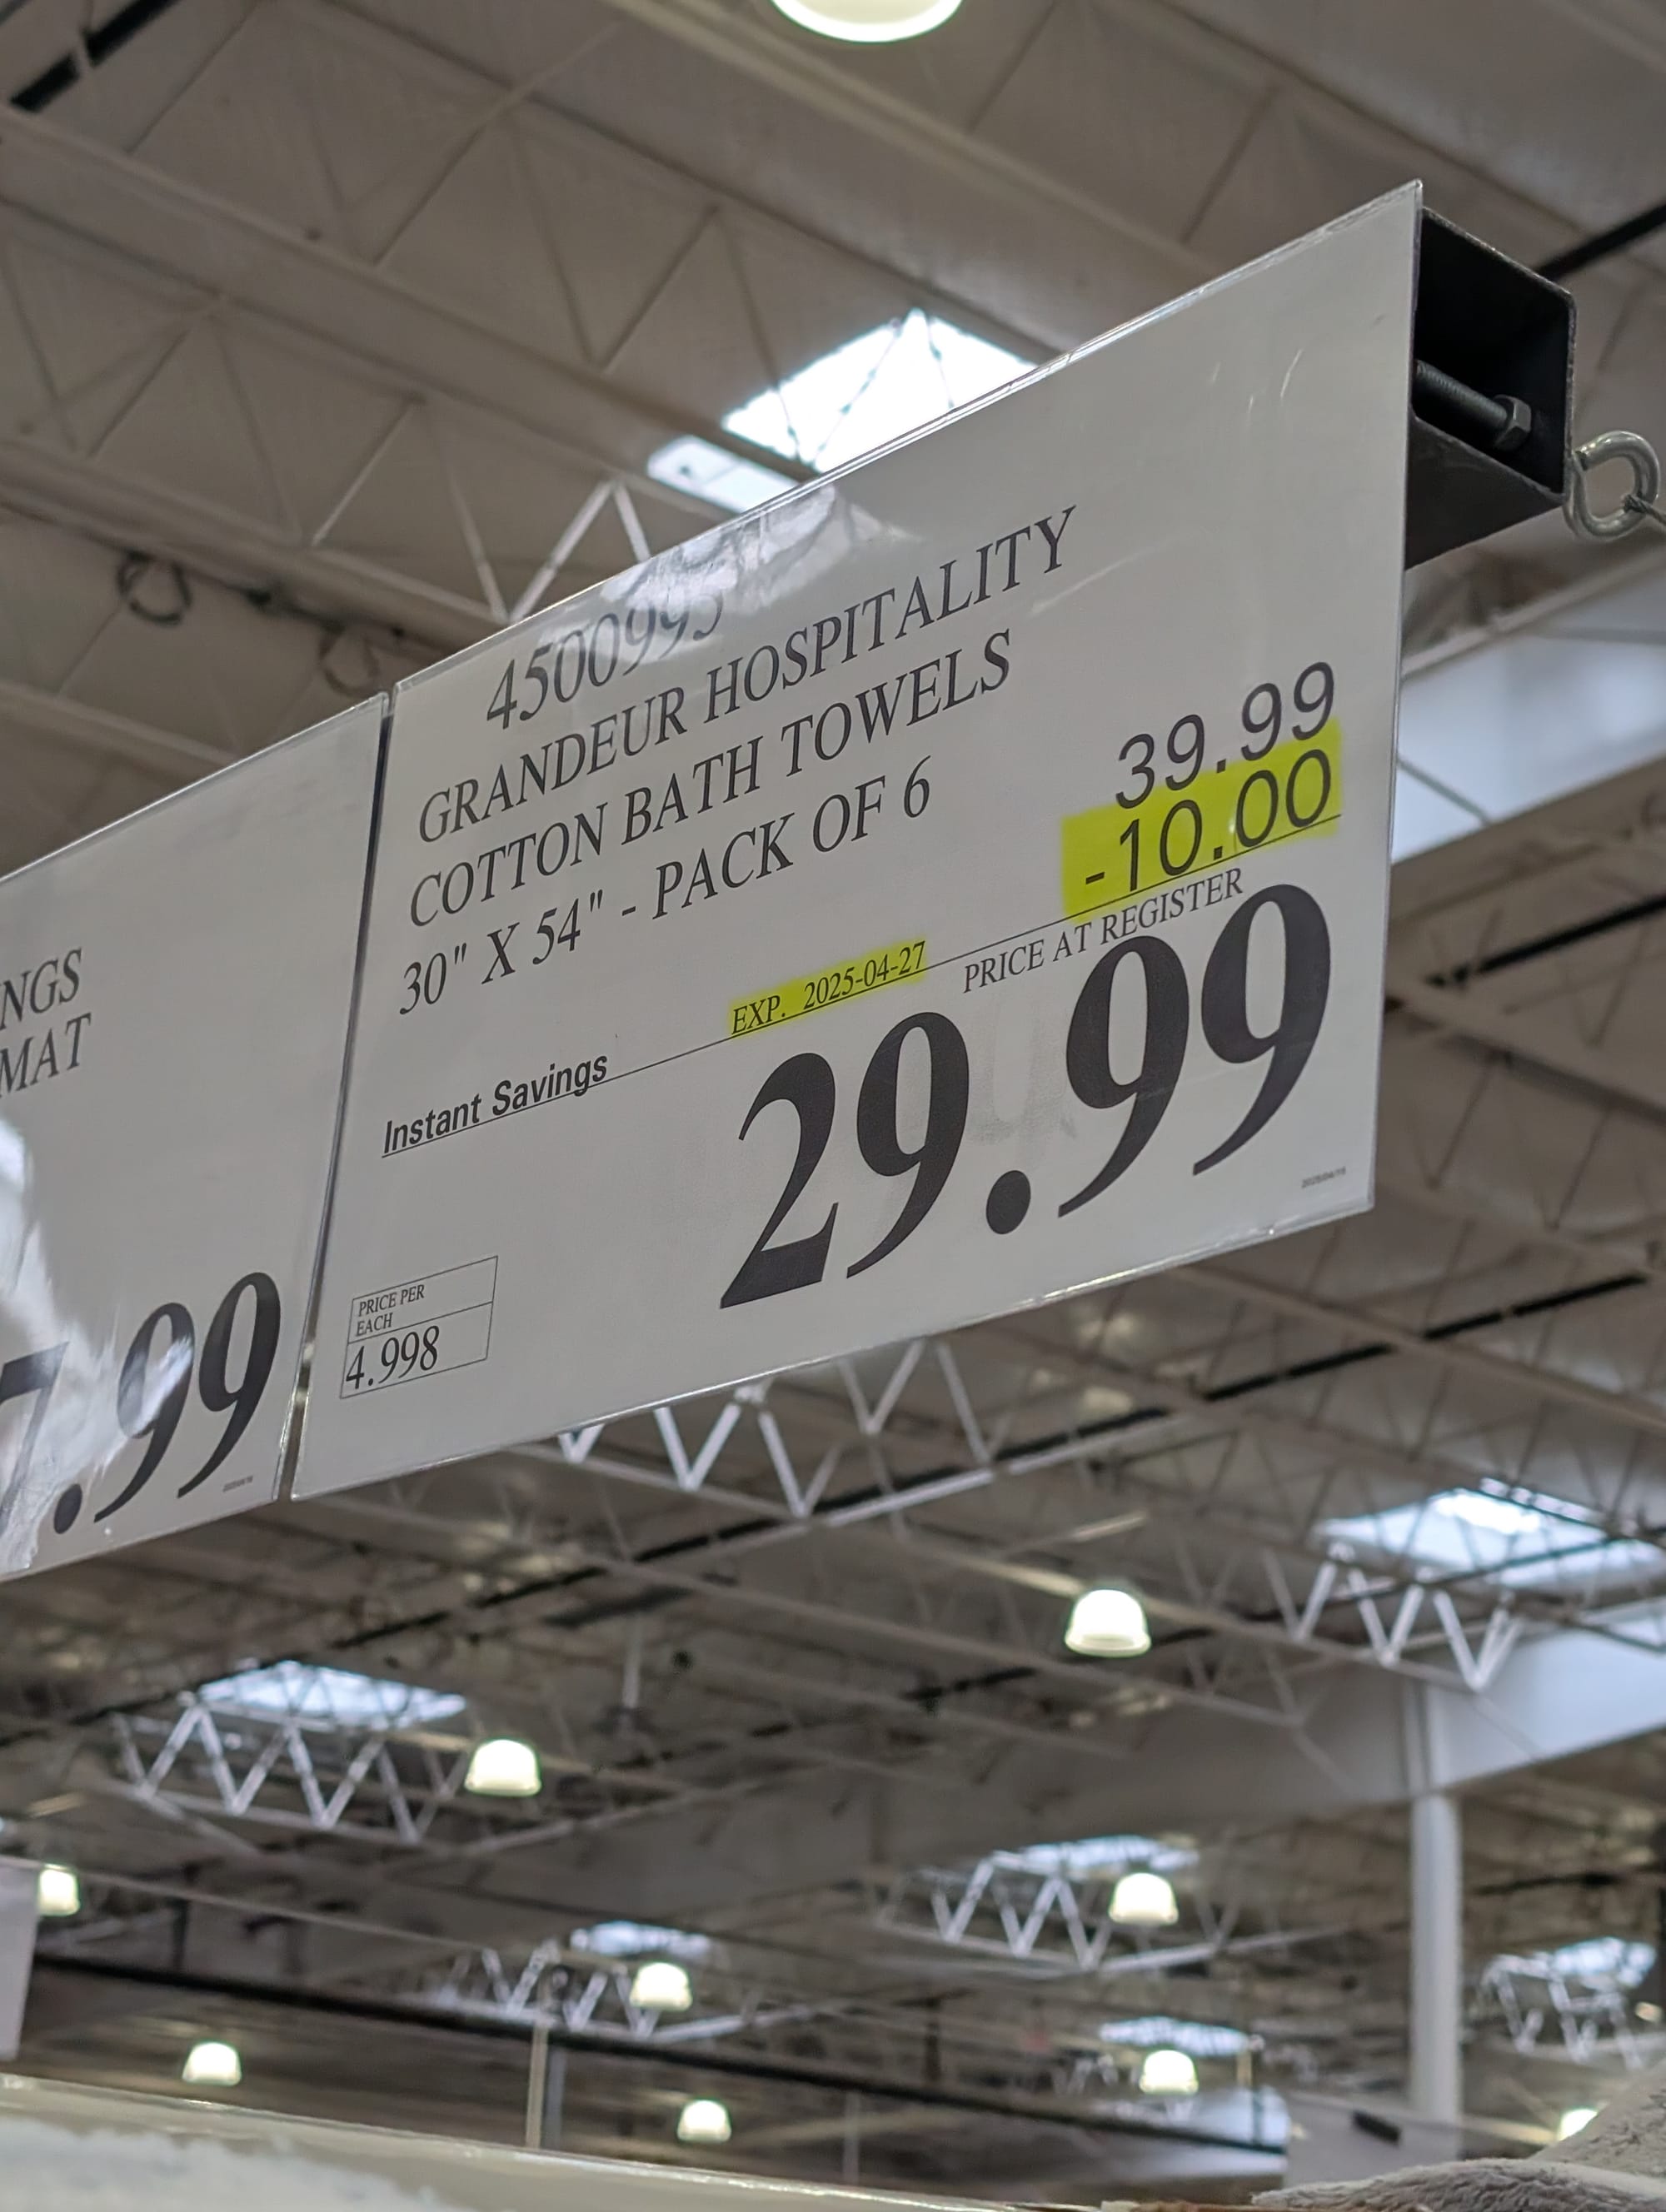 NGS
MAT
7.99
4500995
GRANDEUR HOSPITALITY
COTTON BATH TOWELS
30" X 54" - PACK OF 6
39.99
-10.00
Instant Savings
EXP. 2025-04-27
PRICE AT REGISTER
29.99
PRICE PER
EACH
4.998